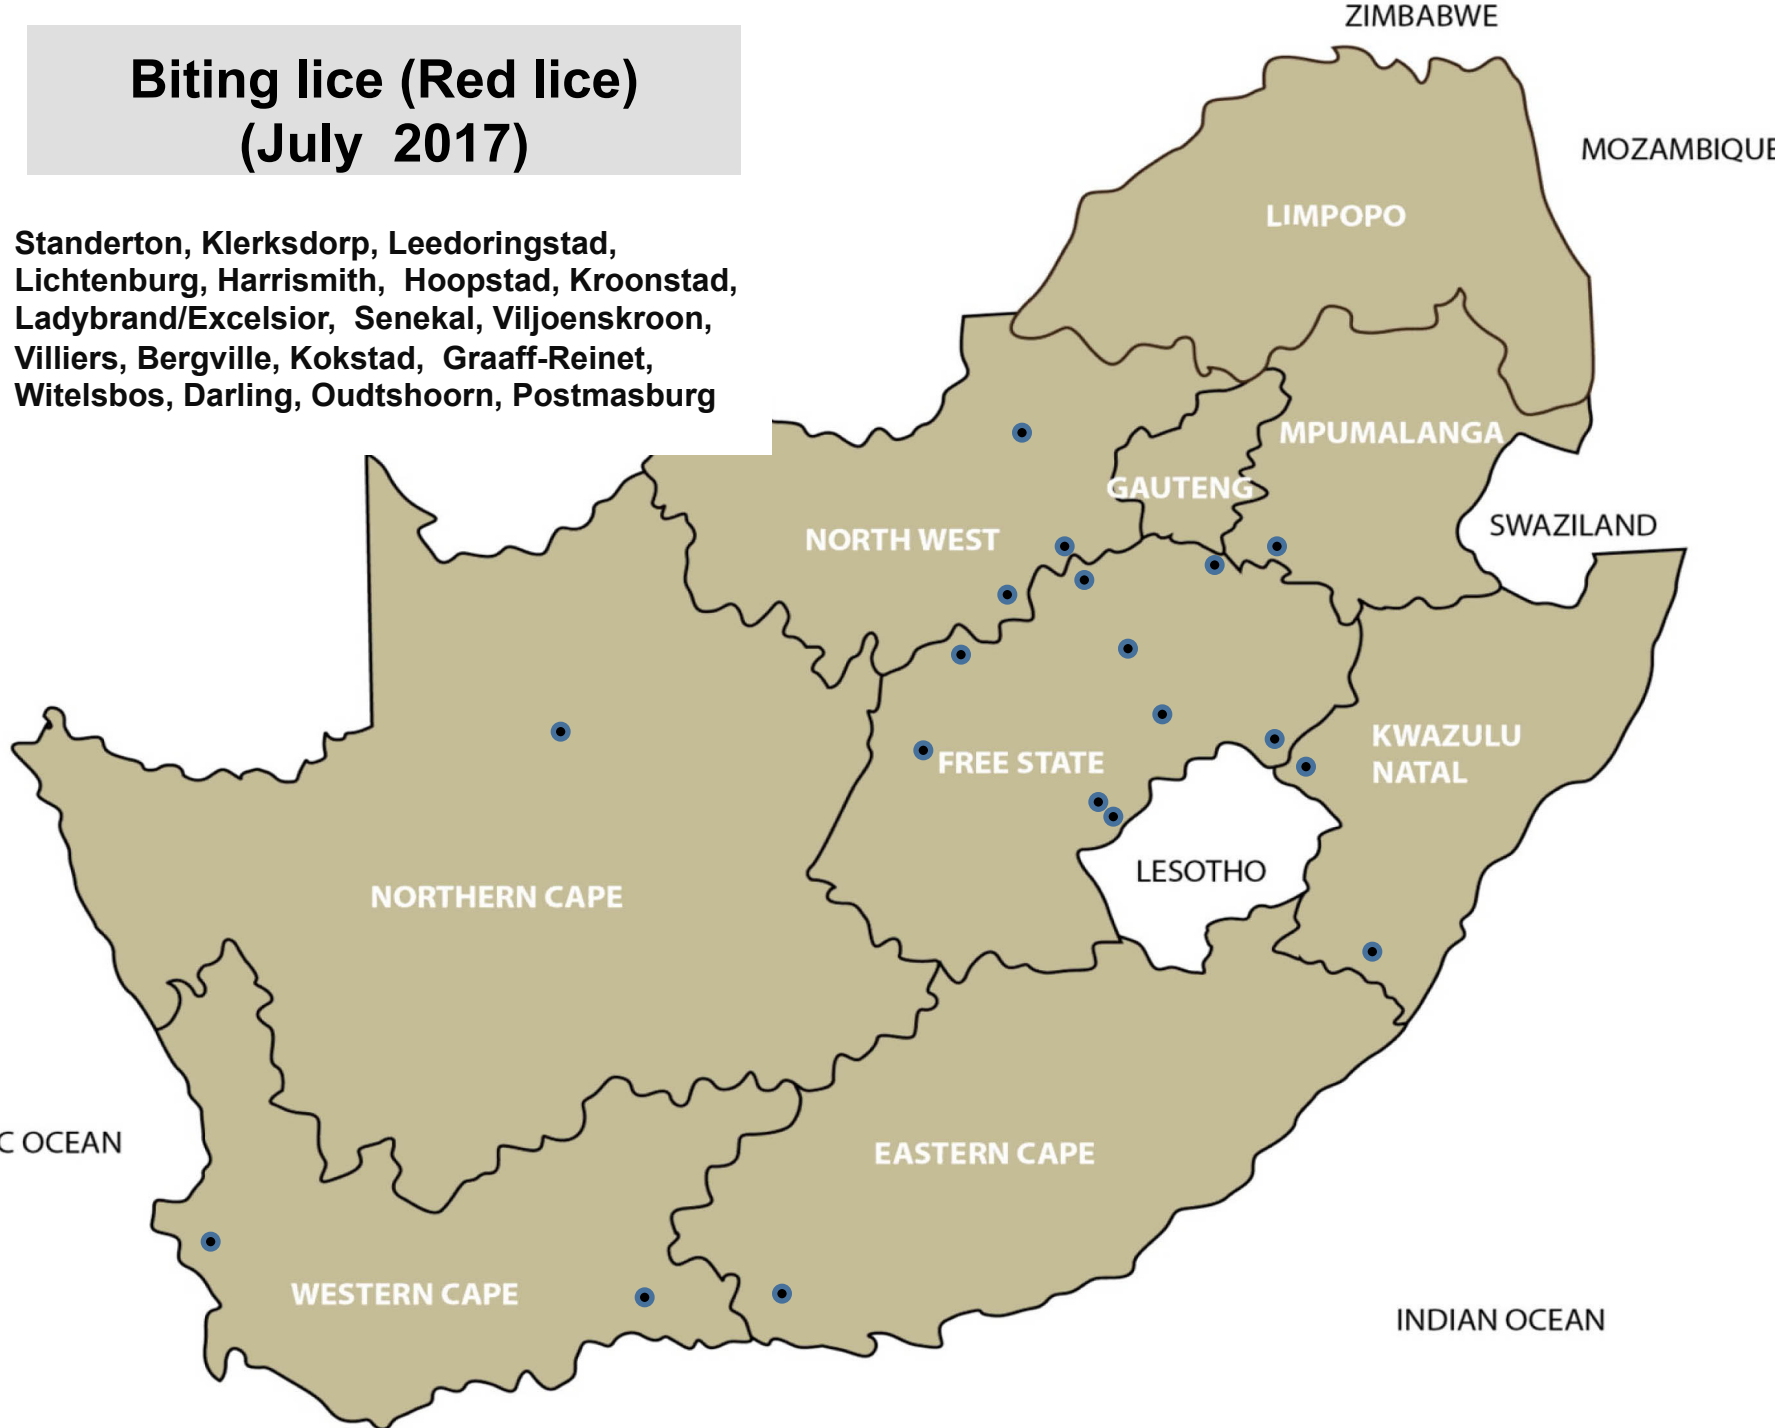 Biting lice (Red lice)
(July 2017)
Standerton, Klerksdorp, Leedoringstad,
Lichtenburg, Harrismith, Hoopstad, Kroonstad,
Ladybrand/Excelsior, Senekal, Viljoenskroon,
Villiers, Bergville, Kokstad, Graaff-Reinet,
Witelsbos, Darling, Oudtshoorn, Postmasburg
ZIMBABWE
MOZAMBIQUE
LIMPOPO
MPUMALANGA
GAUTENG
SWAZILAND
NORTH WEST
KWAZULU
NATAL
FREE STATE
LESOTHO
NORTHERN CAPE
C OCEAN
EASTERN CAPE
WESTERN CAPE
INDIAN OCEAN